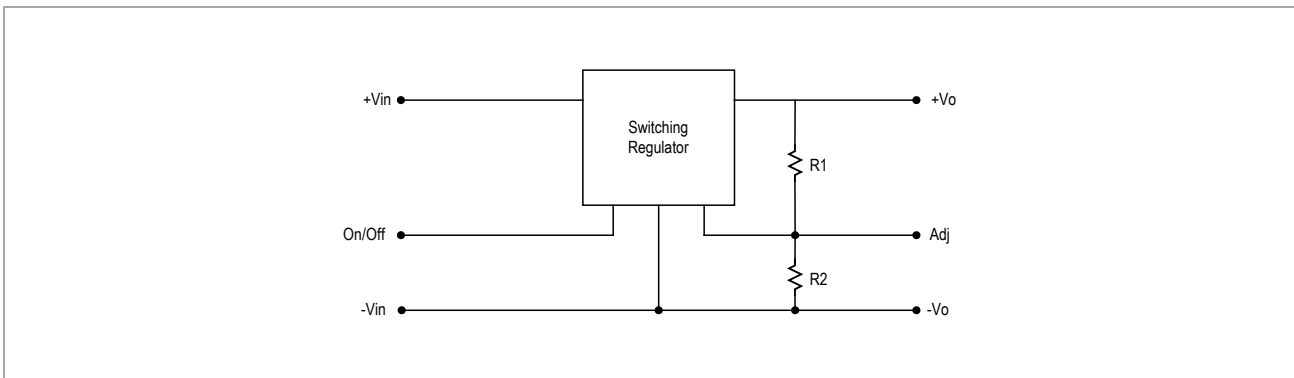 +Vin
Switching
Regulator
+Vo
R1
On/Off
Adj
R2
-Vin
-Vo